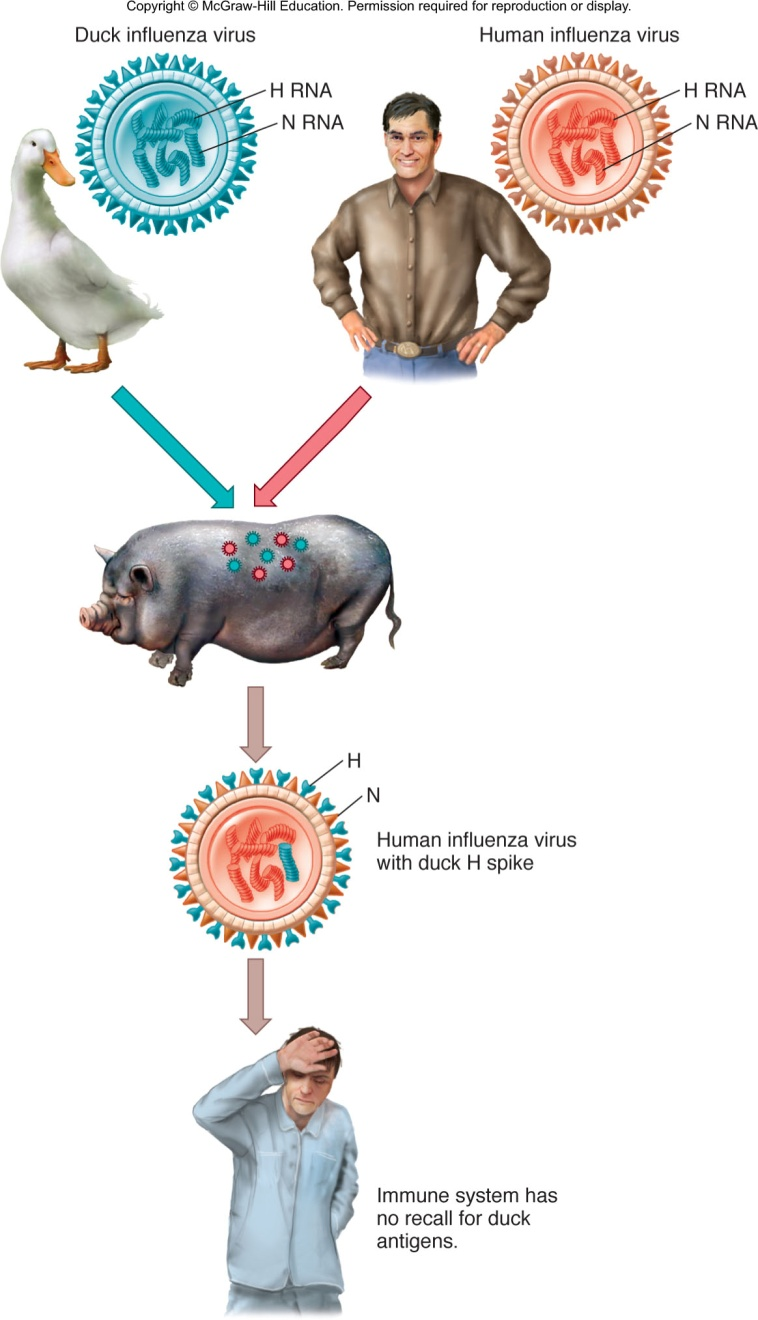 Copyright © McGraw-Hill Education. Permission required for reproduction or display.
Duck influenza virus
Human influenza virus
H RNA
N RNA
H RNA
N RNA
H
N
Human influenza virus
with duck H spike
Immune system has
no recall for duck
antigens.